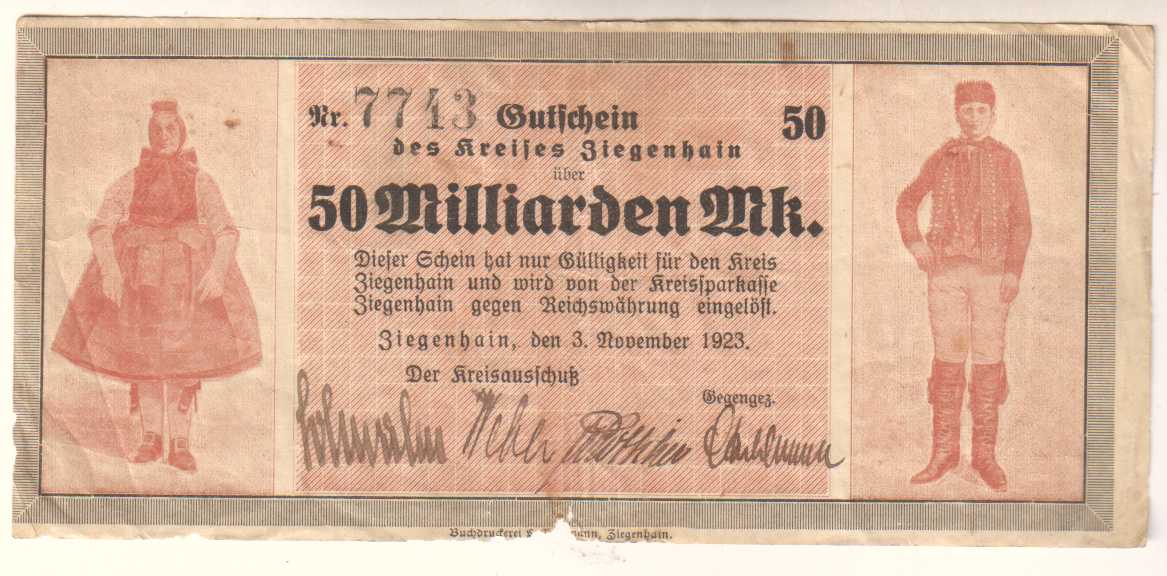 Nr. 7743 Gutschein 50
des Kreises Ziegenhain
über
50 Milliarden Mk.
Dieser Schein hat nur Gültigkeit für den Kreis
Ziegenhain und wird von der Kreissparkasse
Ziegenhain gegen Reichswährung eingelöst.
Ziegenhain, den 3. November 1923.
Der Kreisausschuß
Gegengez.
Buchdruckerei Ziegenhain.